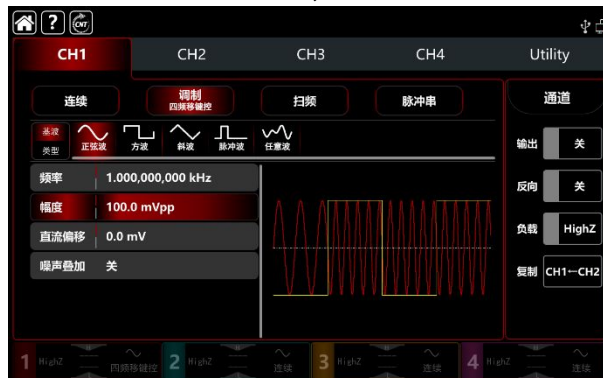 ? CNT
CH1 CH2 CH3 CH4 Utility
连续 调制 扫频 脉冲串 通道
四频移键控
基波
类型 正弦波 方波 斜波 脉冲波 任意波
输出 关
频率 1.000,000,000 kHz
反向 关
幅度 100.0 mVpp
直流偏移 0.0 mV
负载 HighZ
噪声叠加 关
复制 CH1←CH2
1 HighZ 四频移键控 2 HighZ 连续 3 HighZ 连续 4 HighZ 连续